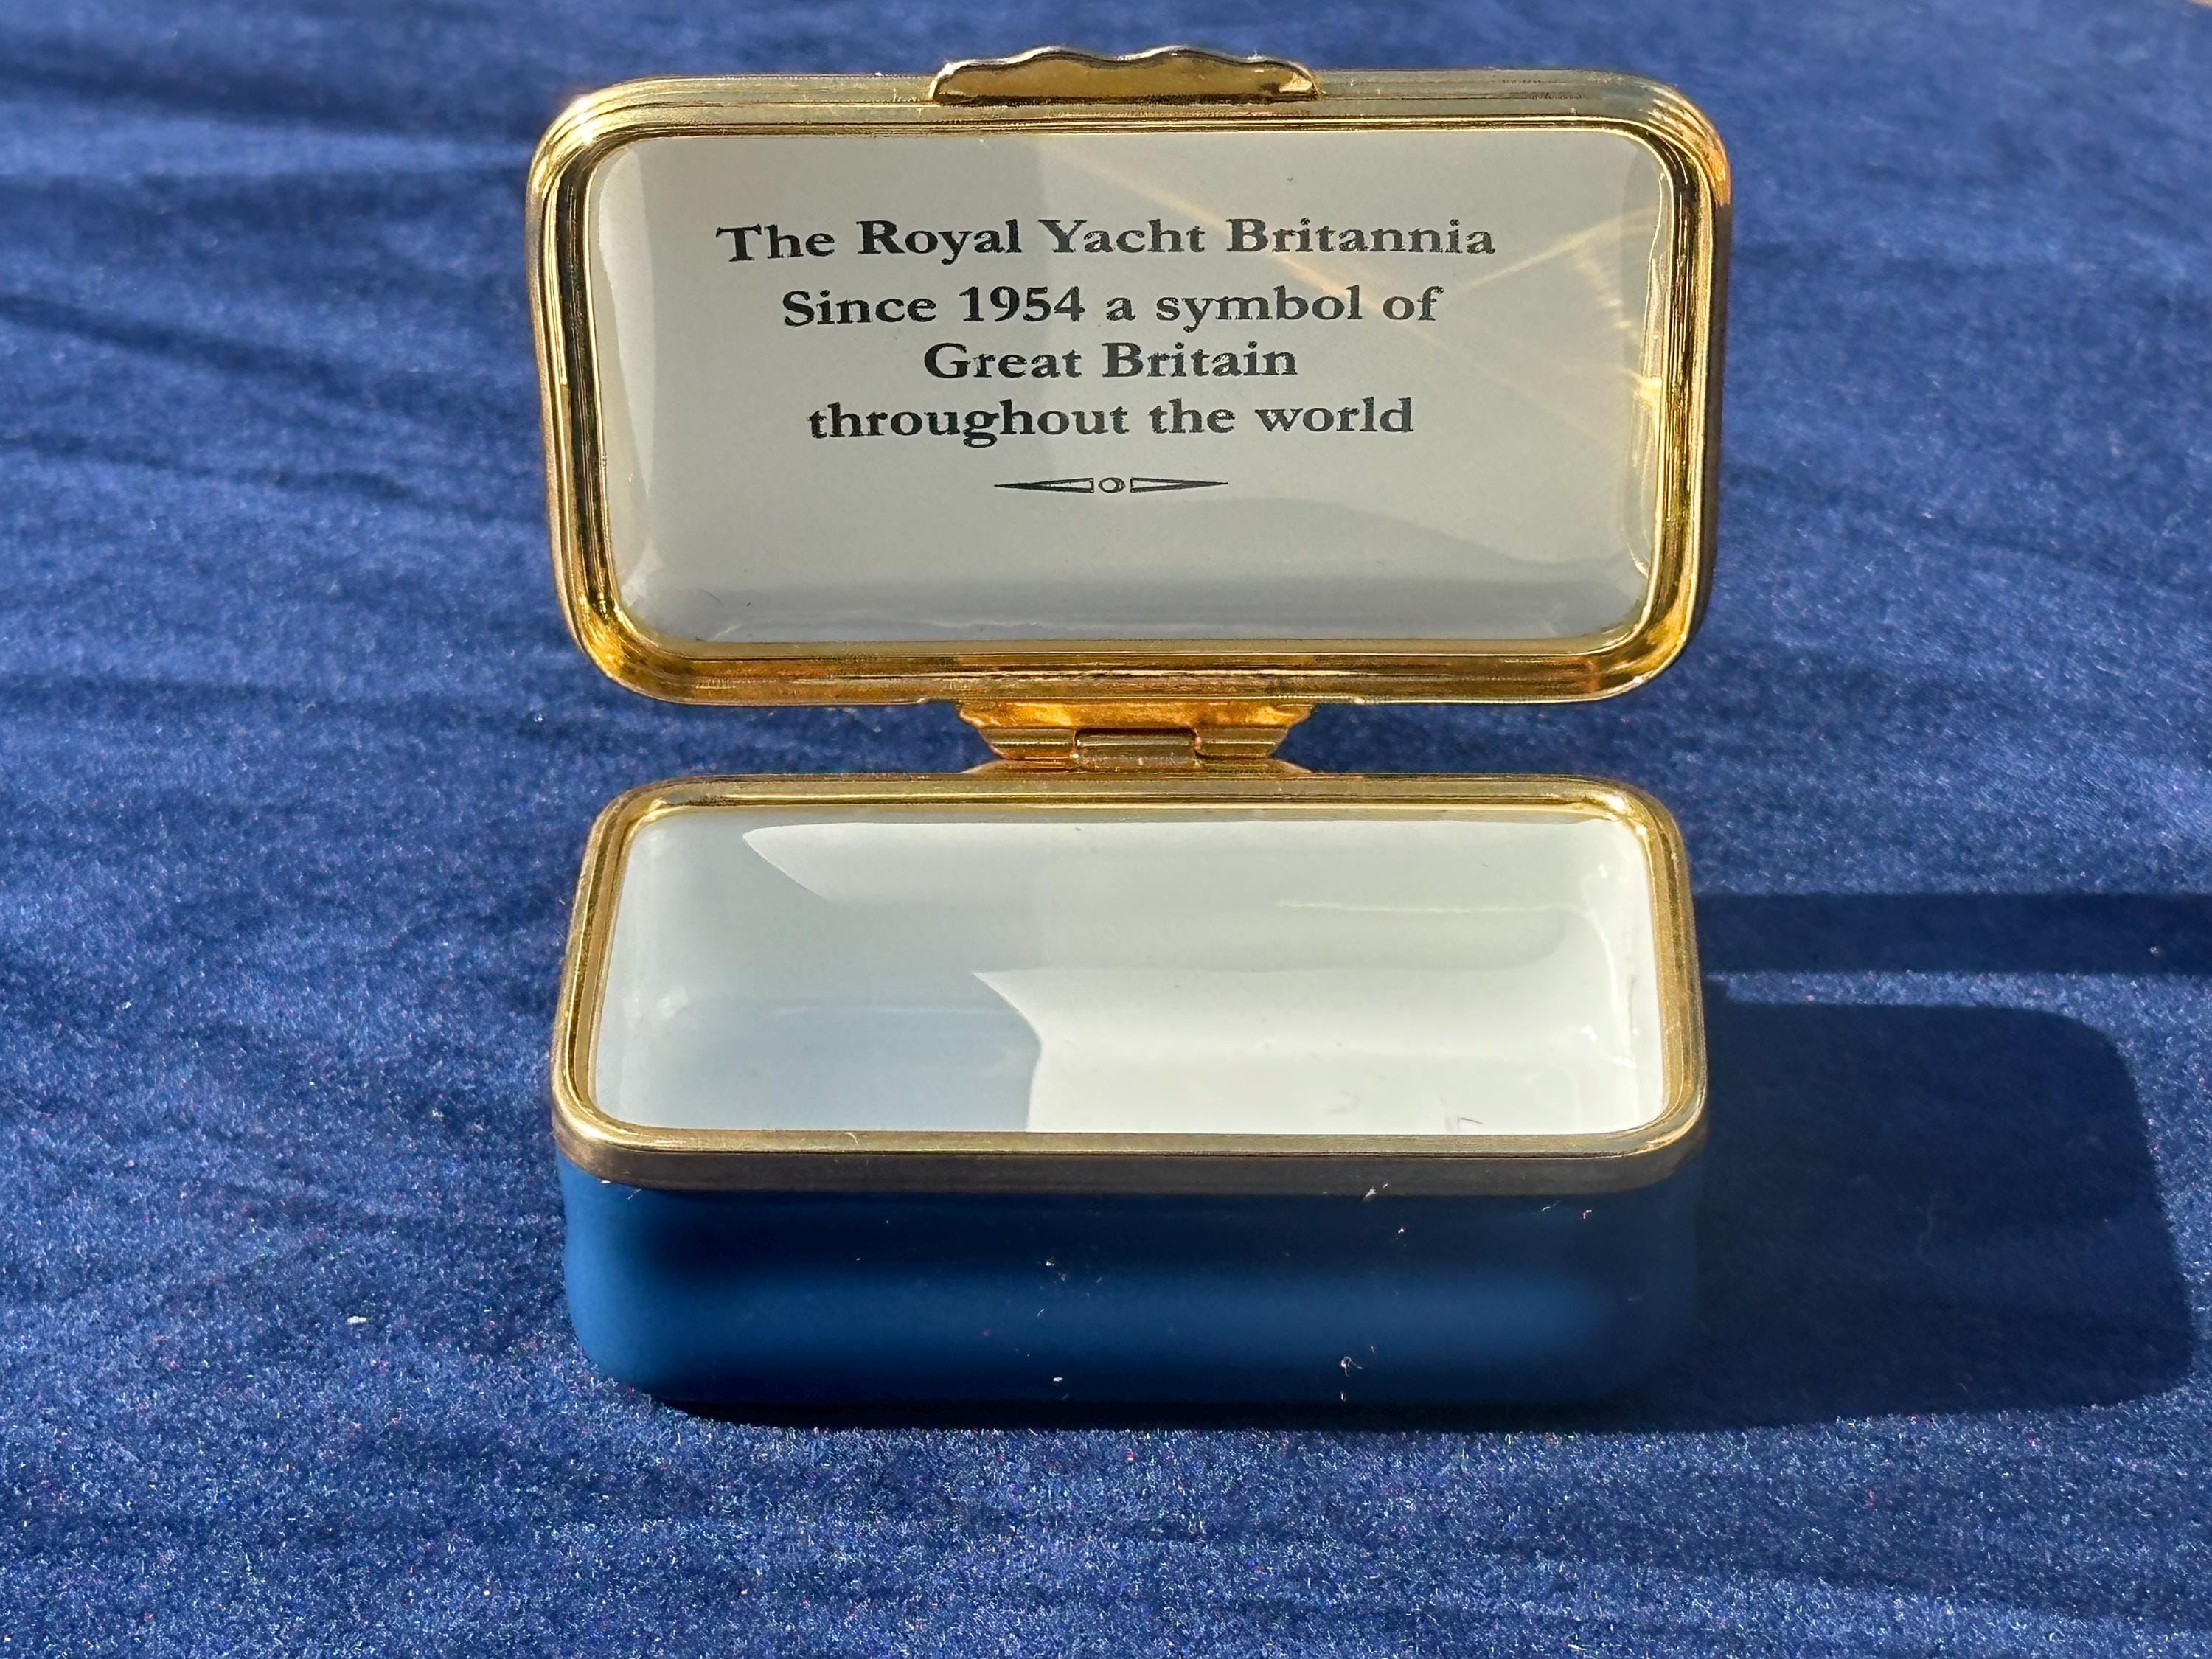 The Royal Yacht Britannia
Since 1954 a symbol of
Great Britain
throughout the world